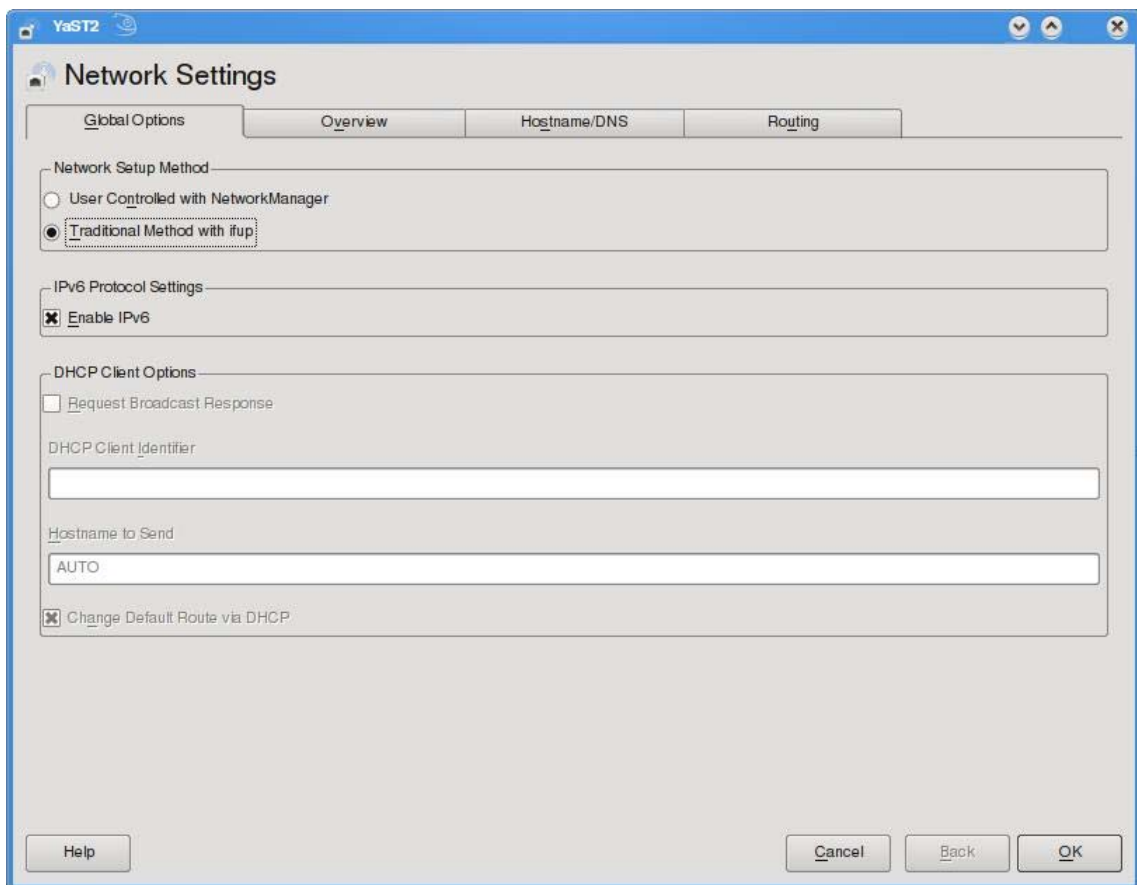 YaST2
Network Settings
Global Options
Overview
Hostname/DNS
Routing
Network Setup Method
User Controlled with NetworkManager
Traditional Method with ifup
IPv6 Protocol Settings
Enable IPv6
DHCP Client Options
Request Broadcast Response
DHCP Client Identifier
Hostname to Send
AUTO
Change Default Route via DHCP
Help
Cancel
Back
OK